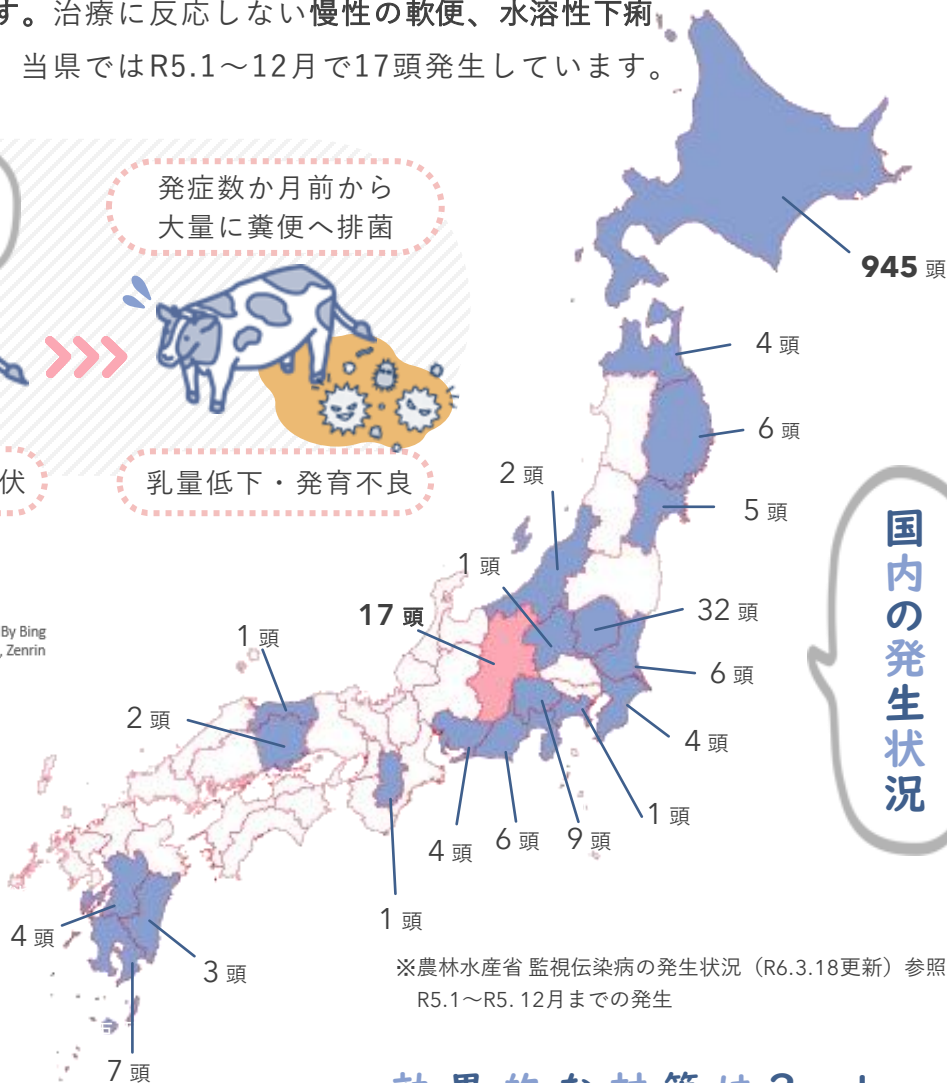 す。治療に反応しない慢性の軟便、水溶性下痢
当県ではR5.1～12月で17頭発生しています。
発症数か月前から
大量に糞便へ排菌
伏
乳量低下・発育不良
945 頭
4 頭
6 頭
2 頭
5 頭
1 頭
17 頭
32 頭
1 頭
6 頭
2 頭
4 頭
1 頭
4 頭
6 頭
9 頭
1 頭
4 頭
3 頭
7 頭
国内の発生状況
By Bing
, Zenrin
※農林水産省 監視伝染病の発生状況（R6.3.18更新）参照
R5.1～R5. 12月までの発生